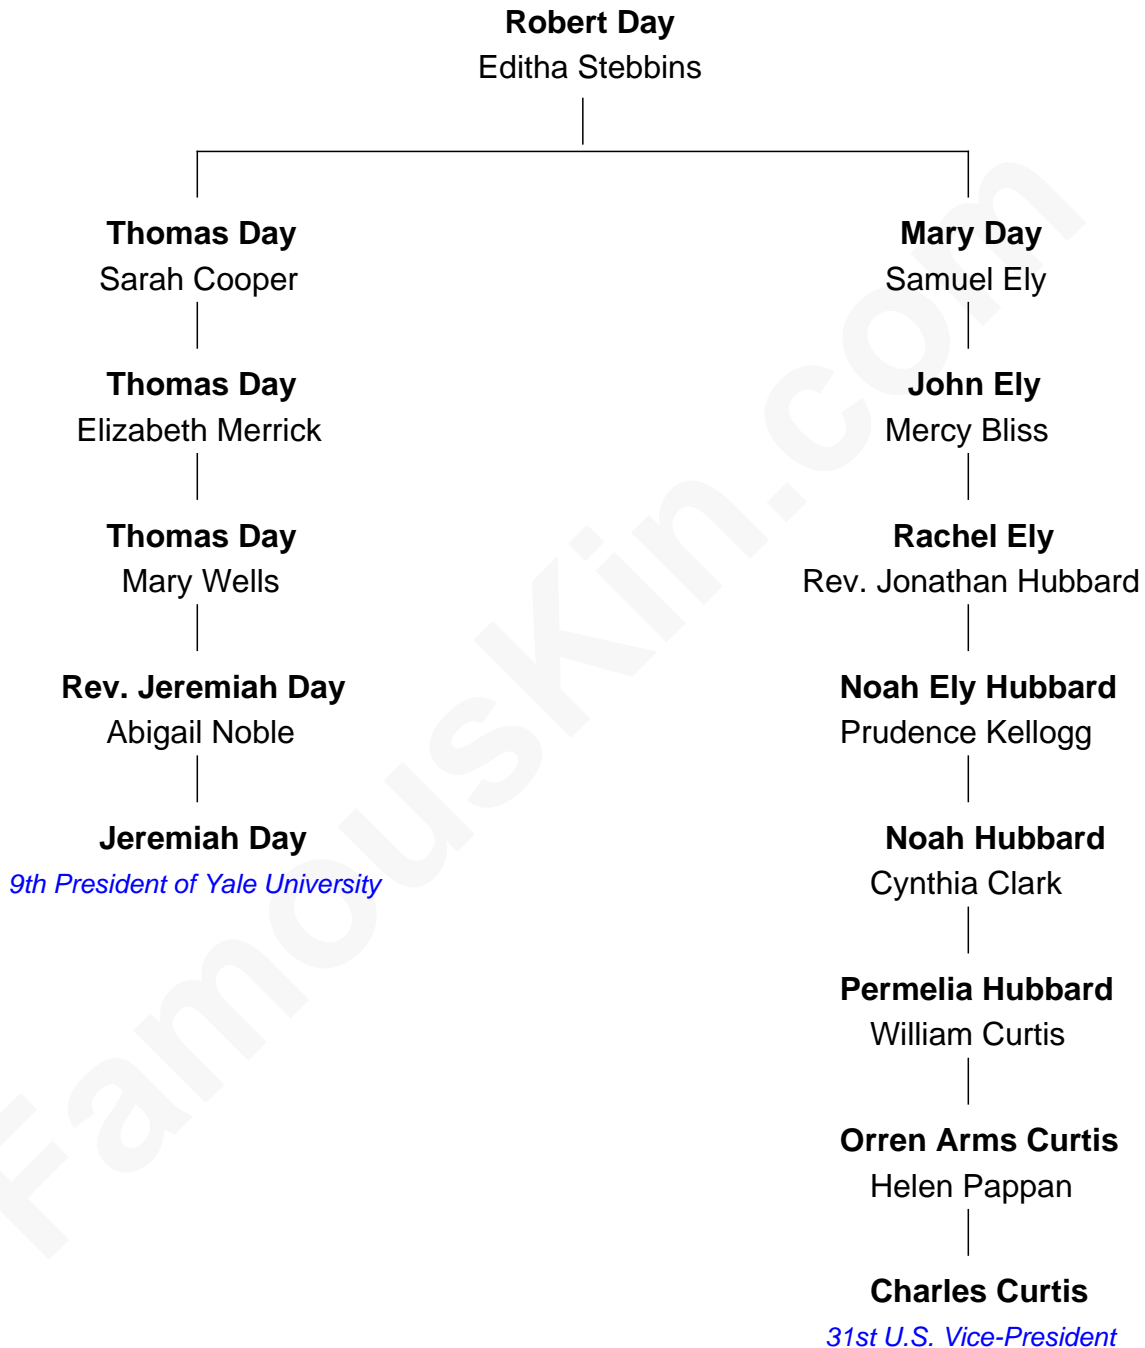 Robert Day
Editha Stebbins
Thomas Day
Sarah Cooper
Mary Day
Samuel Ely
Thomas Day
Elizabeth Merrick
John Ely
Mercy Bliss
Thomas Day
Mary Wells
Rachel Ely
Rev. Jonathan Hubbard
Rev. Jeremiah Day
Abigail Noble
Noah Ely Hubbard
Prudence Kellogg
Jeremiah Day
9th President of Yale University
Noah Hubbard
Cynthia Clark
Permelia Hubbard
William Curtis
Orren Arms Curtis
Helen Pappan
Charles Curtis
31st U.S. Vice-President
FamousKin.com